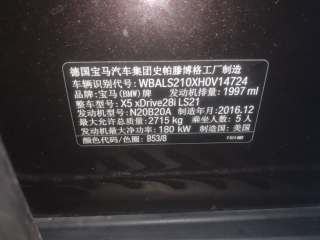 德国宝马汽车集团史帕滕博格工厂制造
车辆识别代号: WBALS210XH0V14724
品牌: 宝马(BMW)牌 发动机排量: 1997 ml
整车型号: X5 xDrive28i LS21
发动机型号: N20B20A 制造年月: 2016.12
最大允许总质量: 2715 kg 乘坐人数: 5 人
发动机最大净功率: 180 kW 制造国: 美国
颜色代码/色圈: B53/8